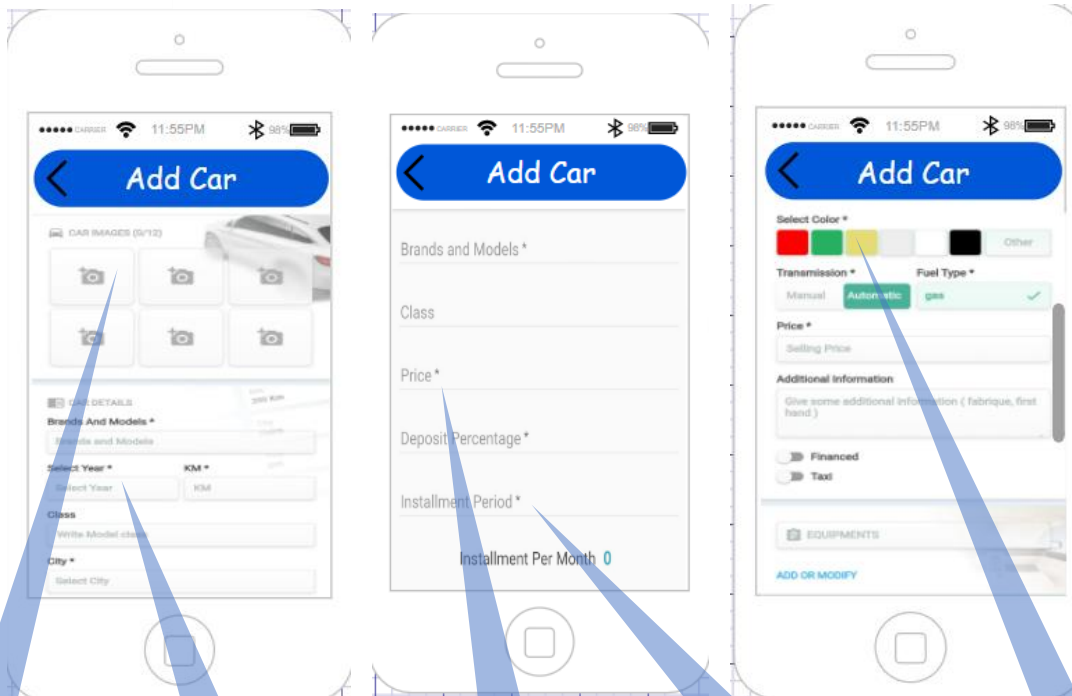 CARRIER 11:55PM 98%
Add Car
CAR IMAGES (0/12)
CAR DETAILS
Brands And Models *
Brands and Models
Select Year * KM *
Select Year KM
Class
Write Model class
City *
Select City
CARRIER 11:55PM 98%
Add Car
Brands and Models *
Class
Price *
Deposit Percentage *
Installment Period *
Installment Per Month 0
CARRIER 11:55PM 98%
Add Car
Select Color *
Other
Transmission * Fuel Type *
Manual Automatic gas
Price *
Selling Price
Additional Information
Give some additional information ( fabrique, first
hand )
Financed
Taxi
EQUIPMENTS
ADD OR MODIFY